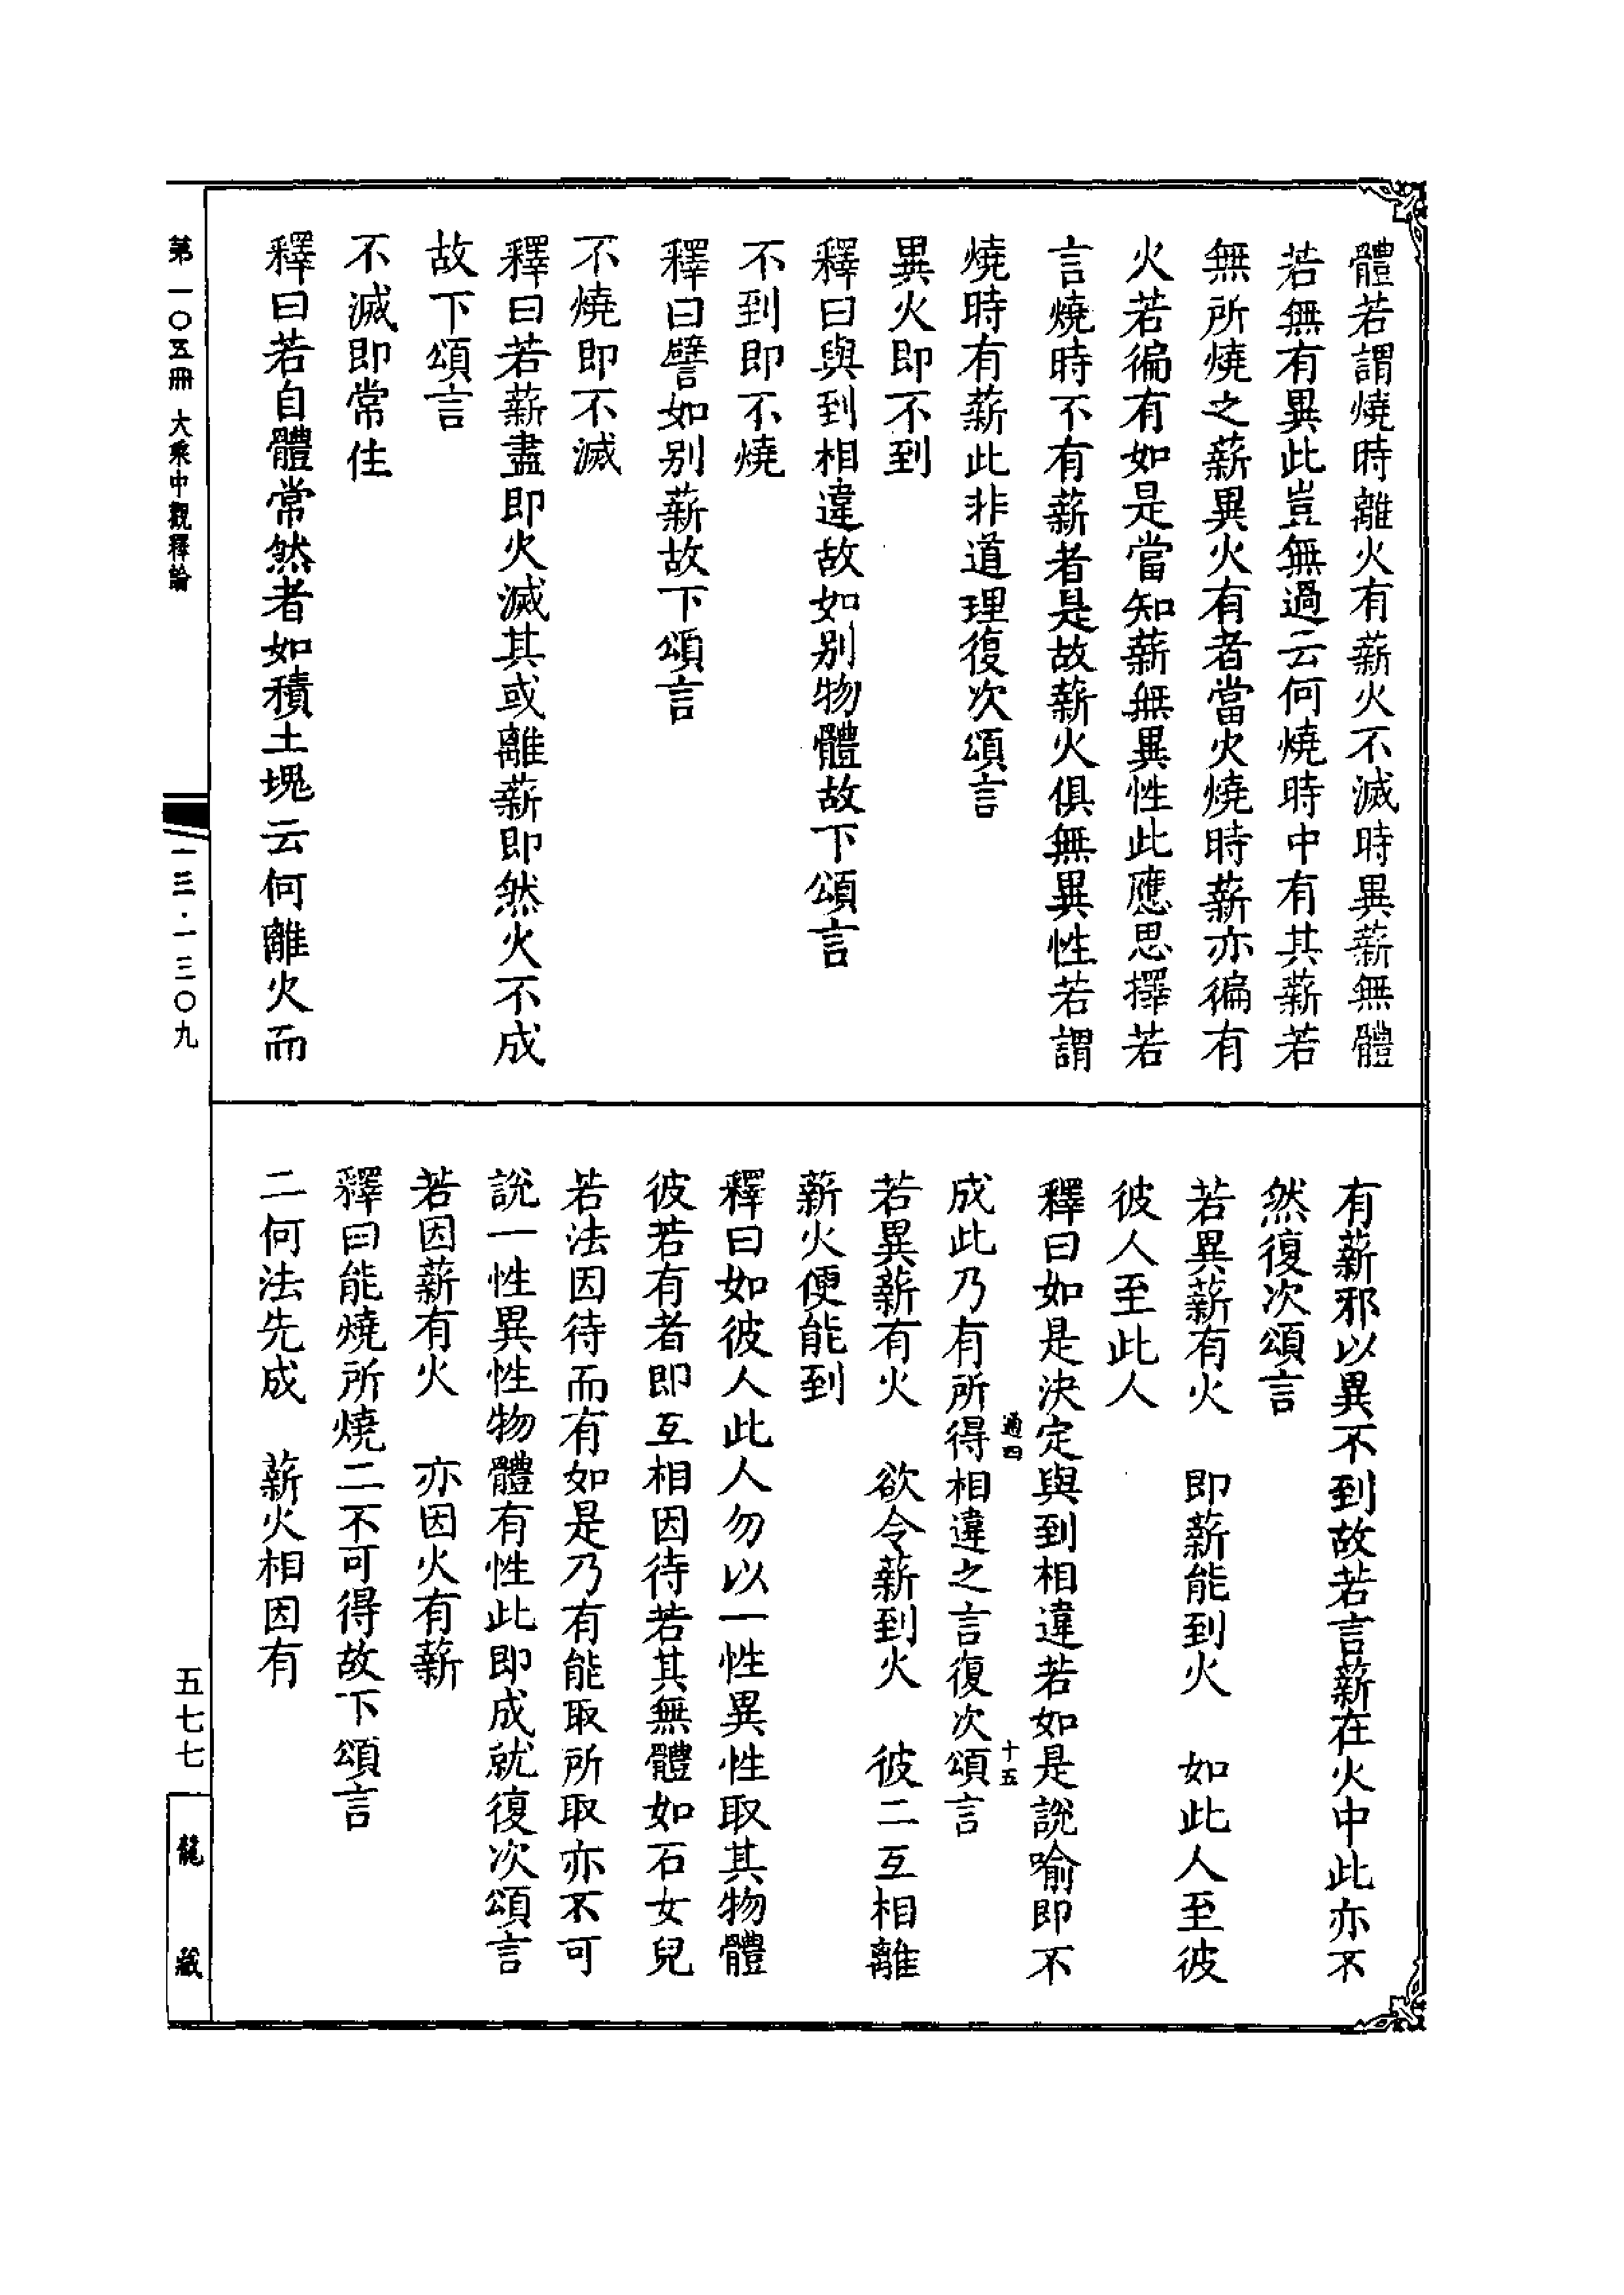 體若謂燒時離火有薪火不滅時異薪無體
若無有異此豈無過云何燒時中有其薪若
無所燒之薪異火有者當火燒時薪亦徧有
火若徧有如是當知薪無異性此應思擇若
言燒時不有薪者是故薪火俱無異性若謂
燒時有薪此非道理復次頌言
異火即不到
釋曰與到相違故如別物體故下頌言
不到即不燒
釋曰譬如別薪故下頌言
不燒即不滅
釋曰若薪盡即火滅其或離薪即然火不成
故下頌言
不滅即常住
釋曰若自體常然者如積土塊云何離火而
有薪邪以異不到故若言薪在火中此亦不
然復次頌言
若異薪有火　即薪能到火　如此人至彼
彼人至此人
釋曰如是決定與到相違若如是說喻即不
通四　十五
成此乃有所得相違之言復次頌言
若異薪有火　欲令薪到火　彼二互相離
薪火便能到
釋曰如彼人此人勿以一性異性取其物體
彼若有者即互相因待若其無體如石女兒
若法因待而有如是乃有能取所取亦不可
說一性異性物體有性此即成就復次頌言
若因薪有火　亦因火有薪
釋曰能燒所燒二不可得故下頌言
二何法先成　薪火相因有
第一〇五冊　大乘中觀釋論
一三·一三〇九
五七七
龍藏